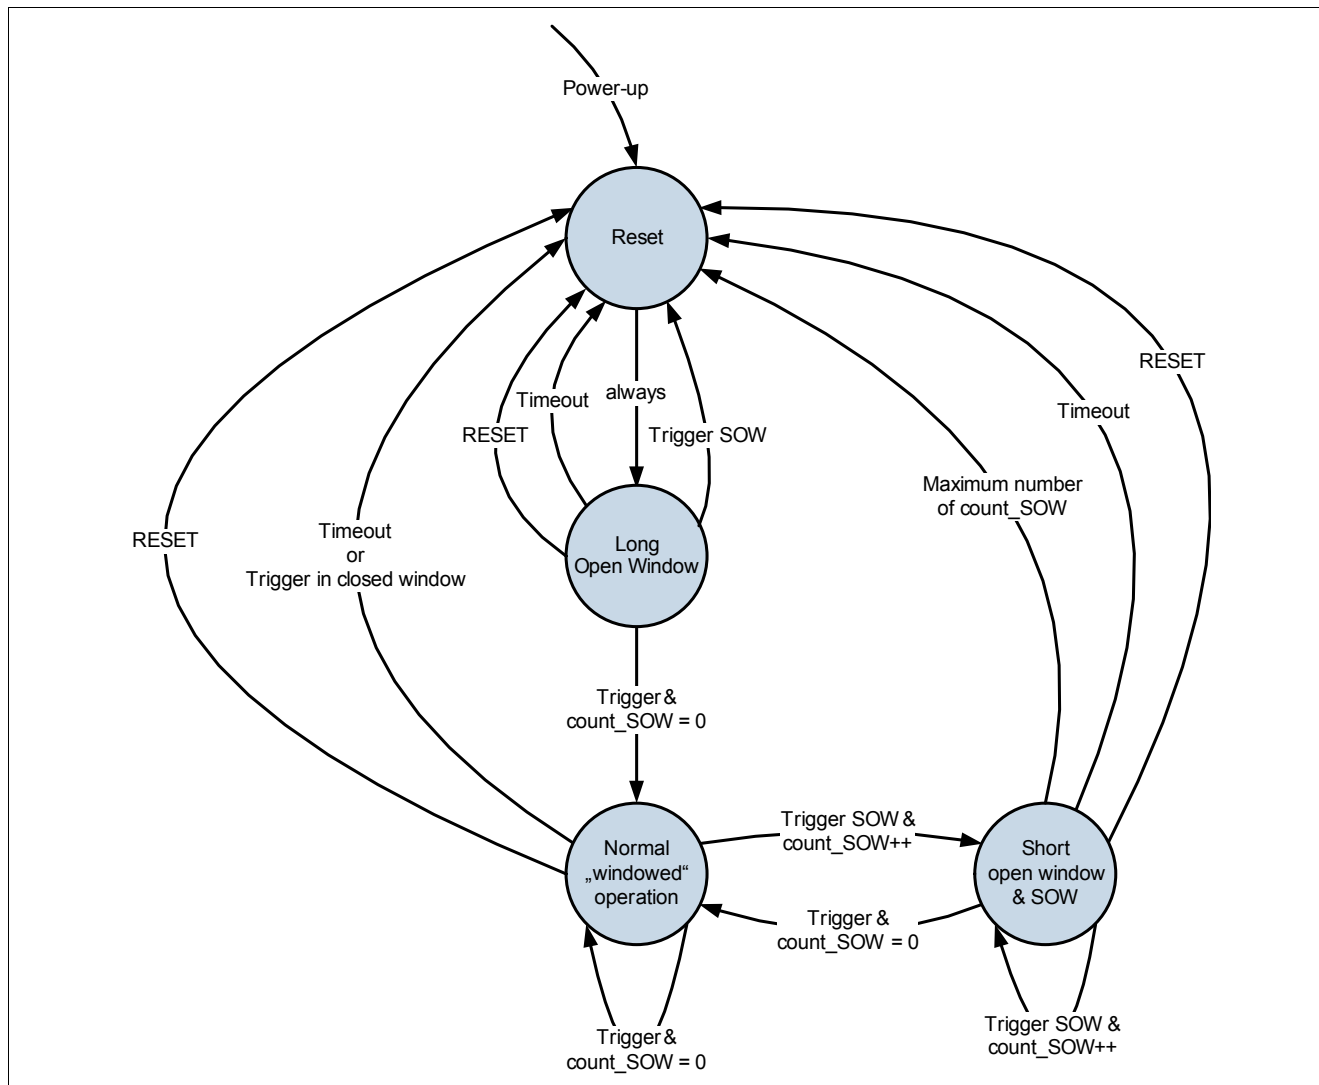 Power-up
Reset
RESET
Timeout
always
Timeout
RESET
Trigger SOW
Maximum number
of count_SOW
RESET
Timeout
or
Trigger in closed window
Long
Open Window
Trigger &
count_SOW = 0
Trigger SOW &
count_SOW++
Normal
„windowed“
operation
Short
open window
& SOW
Trigger &
count_SOW = 0
Trigger &
count_SOW = 0
Trigger SOW &
count_SOW++